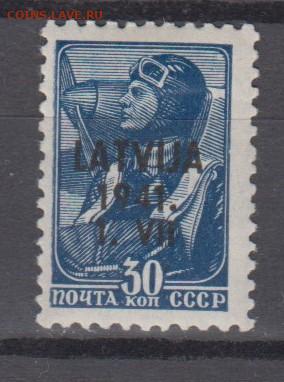 COINS.LAVE.RU
LATVIJA
1941.
1. VII
30
ПОЧТА КОП СССР